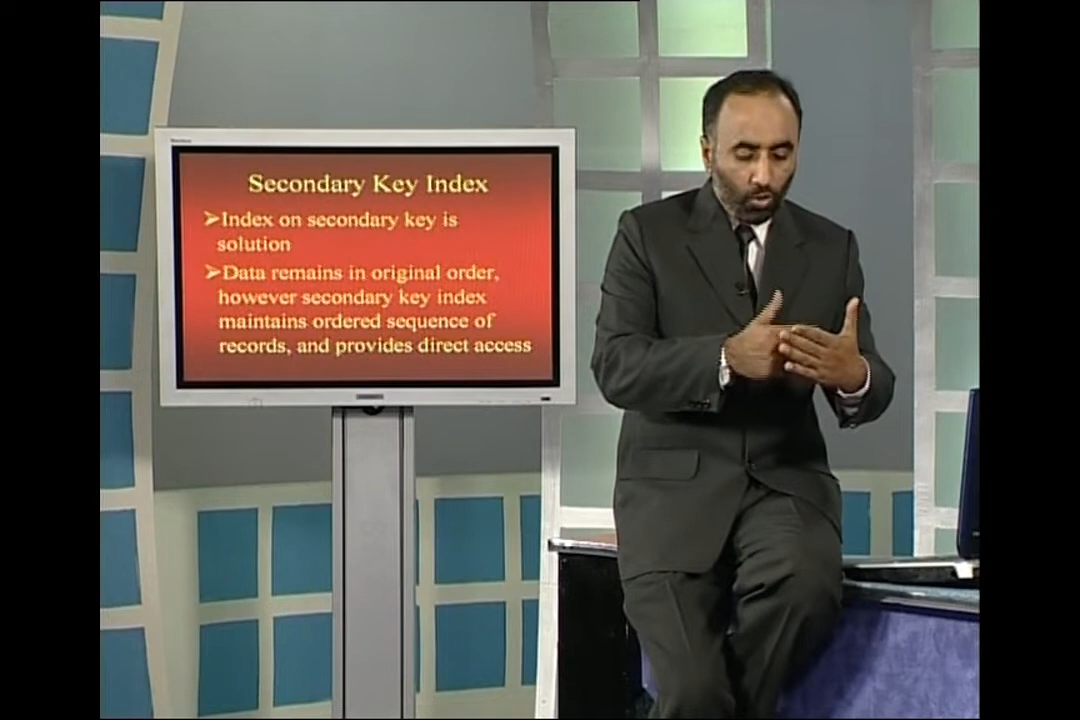 Secondary Key Index
➢Index on secondary key is
solution
➢Data remains in original order,
however secondary key index
maintains ordered sequence of
records, and provides direct access